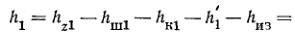 h₁ = h_z1 — h_ш1 — h_к1 — h′₁ — h_из =